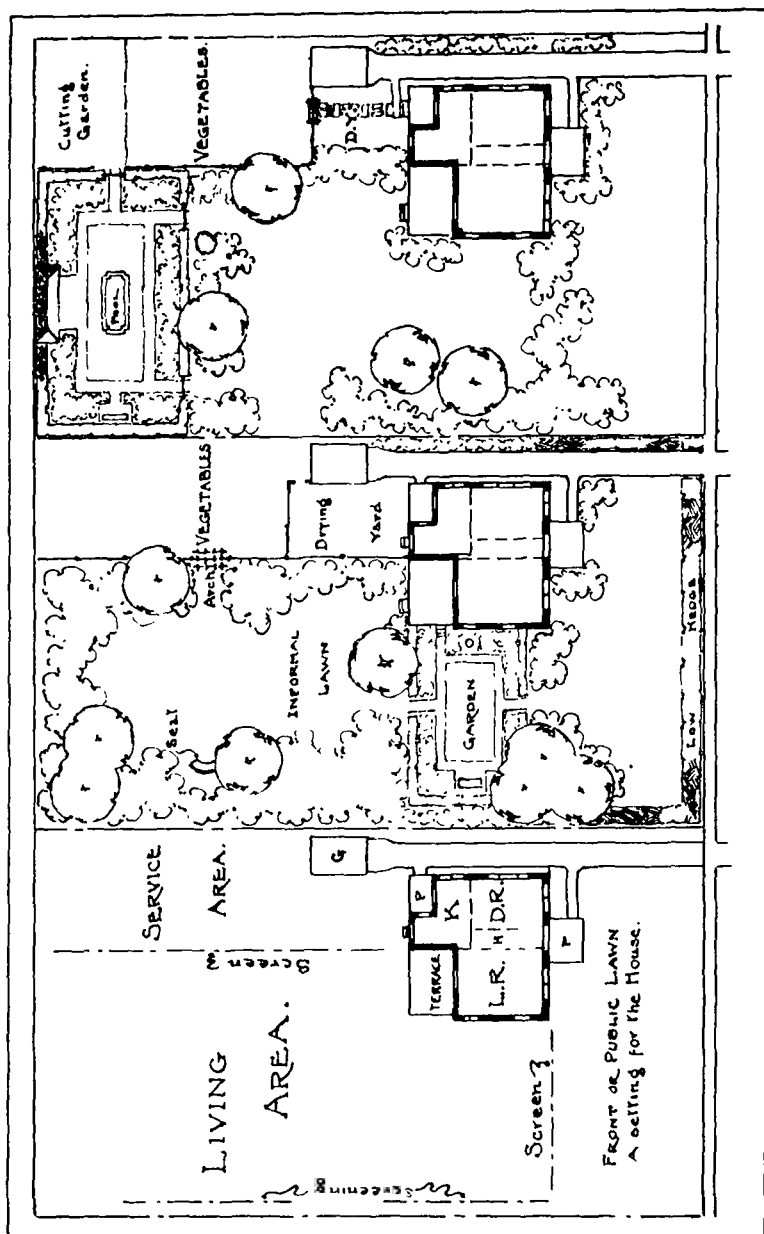 Cutting
Garden.
VEGETABLES.
D.Y.
POOL
VEGETABLES
Arch
Drying
Yard
Seat
INFORMAL
LAWN
GARDEN
LOW HEDGE
SERVICE
AREA.
Screen
G
P
K
TERRACE
L.R.
H
D.R.
P
LIVING
AREA.
Screening
Screen
FRONT OR PUBLIC LAWN
A setting for the House.